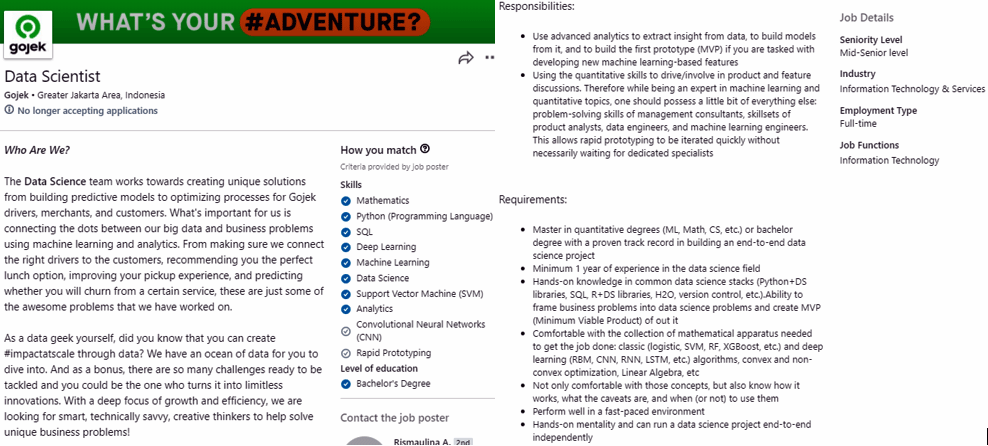 WHAT'S YOUR #ADVENTURE?
gojek
Data Scientist
Gojek • Greater Jakarta Area, Indonesia
No longer accepting applications
Who Are We?
The Data Science team works towards creating unique solutions
from building predictive models to optimizing processes for Gojek
drivers, merchants, and customers. What's important for us is
connecting the dots between our big data and business problems
using machine learning and analytics. From making sure we connect
the right drivers to the customers, recommending you the perfect
lunch option, improving your pickup experience, and predicting
whether you will churn from a certain service, these are just some of
the awesome problems that we have worked on.
As a data geek yourself, did you know that you can create
#impactatscale through data? We have an ocean of data for you to
dive into. And as a bonus, there are so many challenges ready to be
tackled and you could be the one who turns it into limitless
innovations. With a deep focus of growth and efficiency, we are
looking for smart, technically savvy, creative thinkers to help solve
unique business problems!
How you match
Criteria provided by job poster
Skills
Mathematics
Python (Programming Language)
SQL
Deep Learning
Machine Learning
Data Science
Support Vector Machine (SVM)
Analytics
Convolutional Neural Networks
(CNN)
Rapid Prototyping
Level of education
Bachelor's Degree
Contact the job poster
Rismaulina A. 2nd
Responsibilities:
• Use advanced analytics to extract insight from data, to build models
from it, and to build the first prototype (MVP) if you are tasked with
developing new machine learning-based features
• Using the quantitative skills to drive/involve in product and feature
discussions. Therefore while being an expert in machine learning and
quantitative topics, one should possess a little bit of everything else:
problem-solving skills of management consultants, skillsets of
product analysts, data engineers, and machine learning engineers.
This allows rapid prototyping to be iterated quickly without
necessarily waiting for dedicated specialists
Requirements:
• Master in quantitative degrees (ML, Math, CS, etc.) or bachelor
degree with a proven track record in building an end-to-end data
science project
• Minimum 1 year of experience in the data science field
• Hands-on knowledge in common data science stacks (Python+DS
libraries, SQL, R+DS libraries, H2O, version control, etc.).Ability to
frame business problems into data science problems and create MVP
(Minimum Viable Product) of out it
• Comfortable with the collection of mathematical apparatus needed
to get the job done: classic (logistic, SVM, RF, XGBoost, etc.) and deep
learning (RBM, CNN, RNN, LSTM, etc.) algorithms, convex and non-
convex optimization, Linear Algebra, etc
• Not only comfortable with those concepts, but also know how it
works, what the caveats are, and when (or not) to use them
• Perform well in a fast-paced environment
• Hands-on mentality and can run a data science project end-to-end
independently
Job Details
Seniority Level
Mid-Senior level
Industry
Information Technology & Services
Employment Type
Full-time
Job Functions
Information Technology